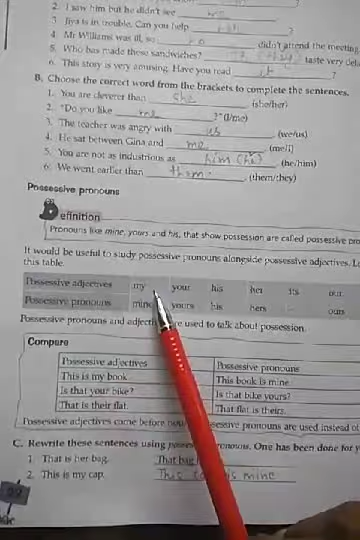 2. I saw him but he didn't see me
3. Jiya is in trouble. Can you help ?
4. Mr Williams was ill, so didn't attend the meeting
5. Who has made these sandwiches? taste very
6. This story is very amusing. Have you read it ?
B. Choose the correct word from the brackets to complete the sentences.
1. You are cleverer than she (she/her)
2. "Do you like me ?" (I/me)
3. The teacher was angry with us (we/us)
4. He sat between Gina and me (me/I)
5. You are not as industrious as him (he) (he/him)
6. We went earlier than them. (them/they)
Possessive pronouns
Definition
Pronouns like mine, yours and his, that show possession are called possessive
It would be useful to study possessive pronouns alongside possessive adjectives.
this table.
Possessive adjectives my your his her its our
Possessive pronouns mine yours his hers – ours
Possessive pronouns and are used to talk about possession.
Compare
Possessive adjectives Possessive pronouns
This is my book. This book is mine.
Is that your bike? Is that bike yours?
That is their flat. That flat is theirs.
Possessive adjectives come before pronouns are used instead of
C. Rewrite these sentences using pronouns. One has been done for
1. That is her bag. That bag
2. This is my cap. This is mine